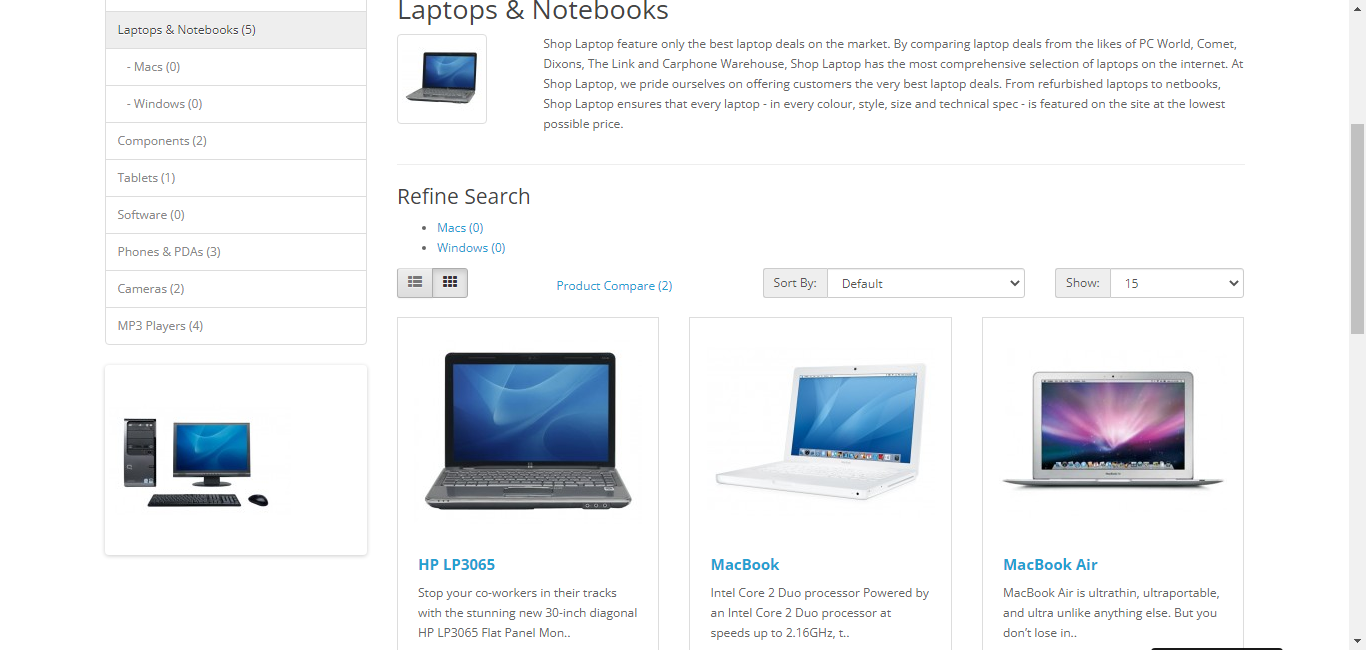 Laptops & Notebooks (5)
- Macs (0)
- Windows (0)
Components (2)
Tablets (1)
Software (0)
Phones & PDAs (3)
Cameras (2)
MP3 Players (4)
Laptops & Notebooks
Shop Laptop feature only the best laptop deals on the market. By comparing laptop deals from the likes of PC World, Comet,
Dixons, The Link and Carphone Warehouse, Shop Laptop has the most comprehensive selection of laptops on the internet. At
Shop Laptop, we pride ourselves on offering customers the very best laptop deals. From refurbished laptops to netbooks,
Shop Laptop ensures that every laptop - in every colour, style, size and technical spec - is featured on the site at the lowest
possible price.
Refine Search
Macs (0)
Windows (0)
Product Compare (2)
Sort By:
Default
Show:
15
HP LP3065
Stop your co-workers in their tracks
with the stunning new 30-inch diagonal
HP LP3065 Flat Panel Mon..
MacBook
Intel Core 2 Duo processor Powered by
an Intel Core 2 Duo processor at
speeds up to 2.16GHz, t..
MacBook Air
MacBook Air is ultrathin, ultraportable,
and ultra unlike anything else. But you
don’t lose in..